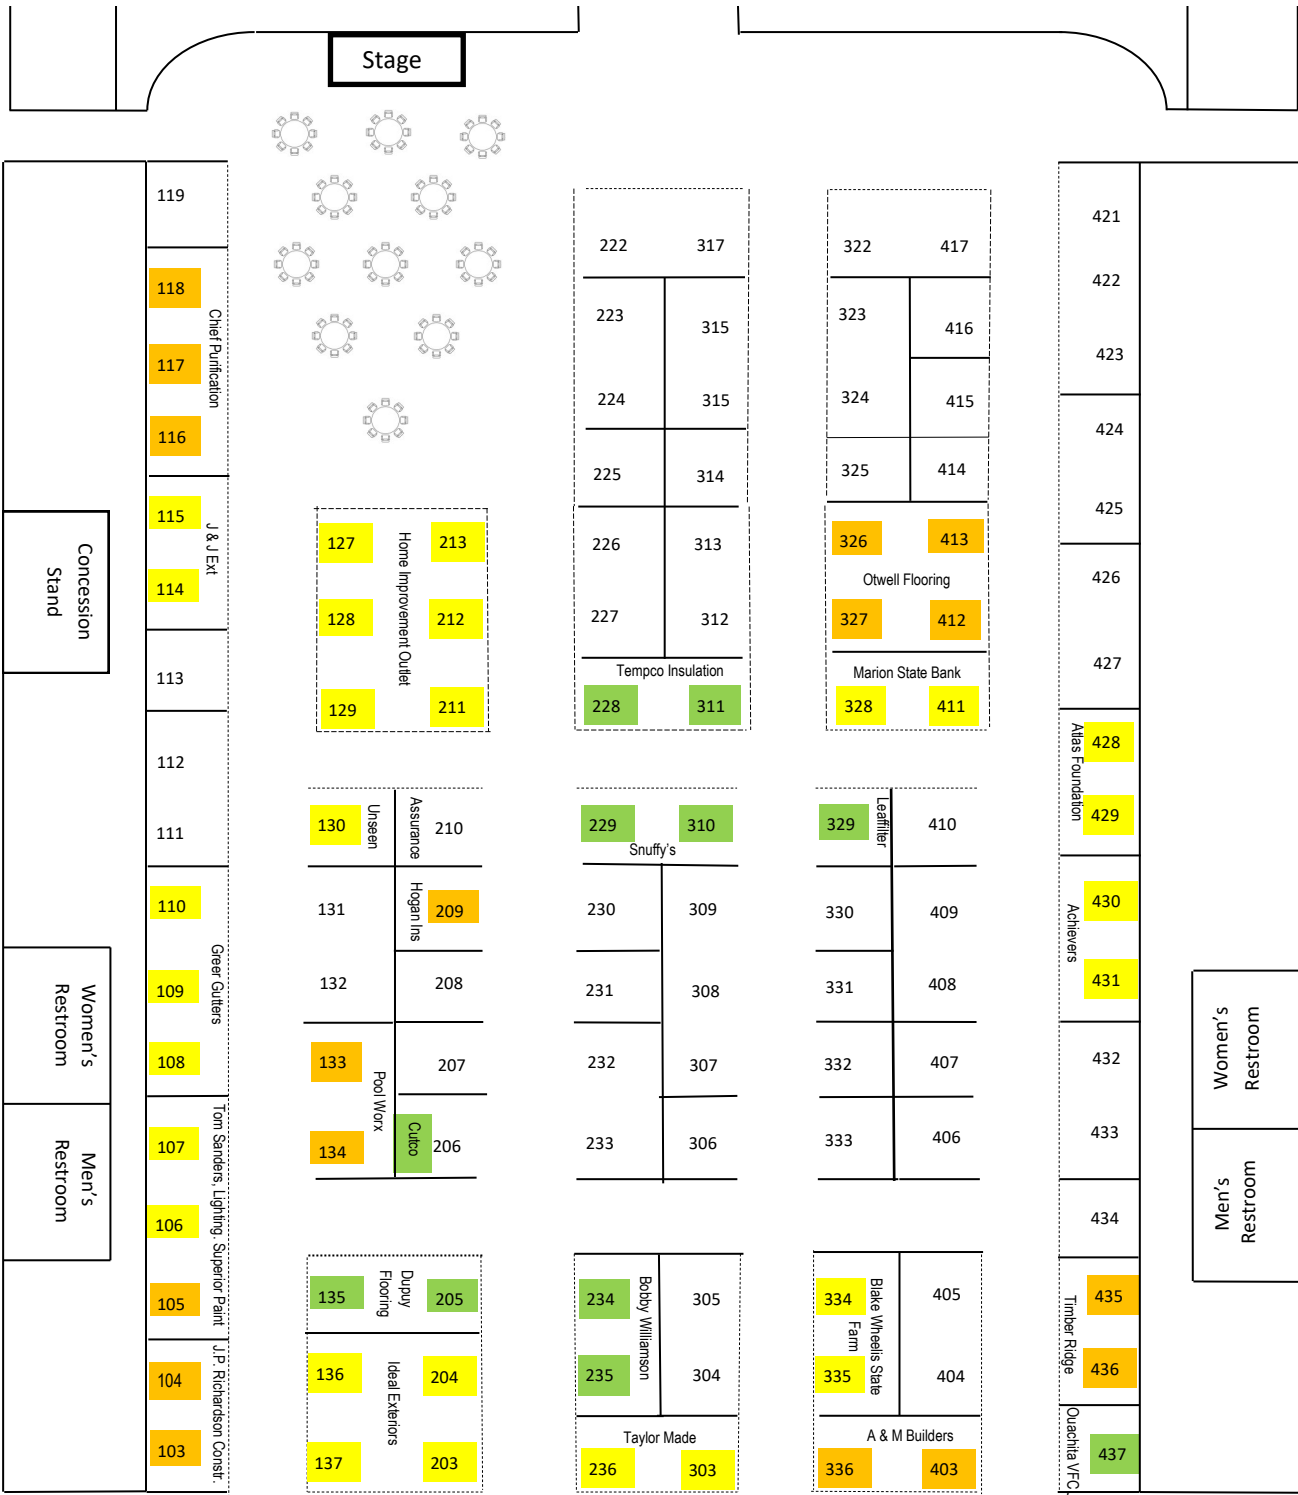 Stage
119
118
117
116
Chief Purification
115
114
J & J Ext
113
112
111
110
109
108
Greer Gutters
107
106
105
Tom Sanders, Lighting. Superior Paint
104
103
J.P. Richardson Constr.
Concession
Stand
Women's
Restroom
Men's
Restroom
127
213
128
212
129
211
Home Improvement Outlet
130
Unseen
Assurance
210
131
Hogan Ins
209
132
208
133
207
134
Pool Worx
Cutco
206
135
Dupuy
Flooring
205
136
204
Ideal Exteriors
137
203
222
317
223
315
224
315
225
314
226
313
227
312
Tempco Insulation
228
311
229
310
Snuffy's
230
309
231
308
232
307
233
306
234
Bobby Williamson
305
235
304
Taylor Made
236
303
322
417
323
416
324
415
325
414
326
413
Otwell Flooring
327
412
Marion State Bank
328
411
329
Leaffilter
410
330
409
331
408
332
407
333
406
334
Blake Wheelis State
Farm
405
335
404
A & M Builders
336
403
421
422
423
424
425
426
427
428
429
Atlas Foundation
430
431
Achievers
432
433
434
435
436
Timber Ridge
437
Ouachita VFC
Women's
Restroom
Men's
Restroom